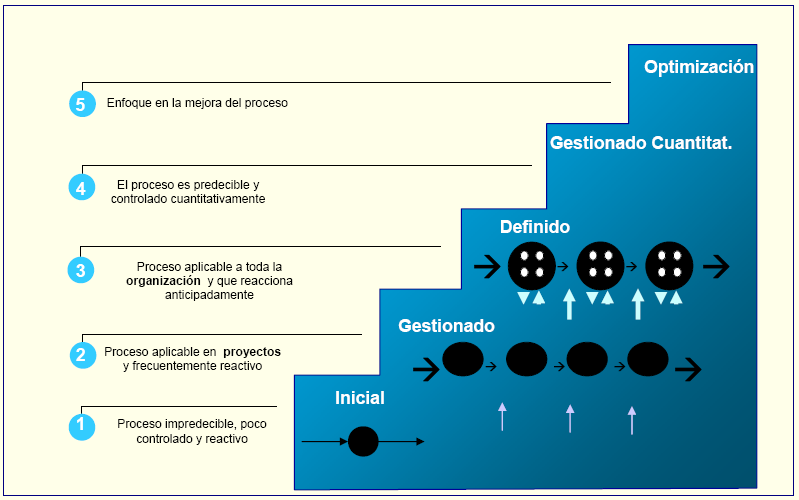 Optimización
5
Enfoque en la mejora del proceso
Gestionado Cuantitat.
4
El proceso es predecible y
controlado cuantitativamente
Definido
3
Proceso aplicable a toda la
organización y que reacciona
anticipadamente
Gestionado
2
Proceso aplicable en proyectos
y frecuentemente reactivo
Inicial
1
Proceso impredecible, poco
controlado y reactivo